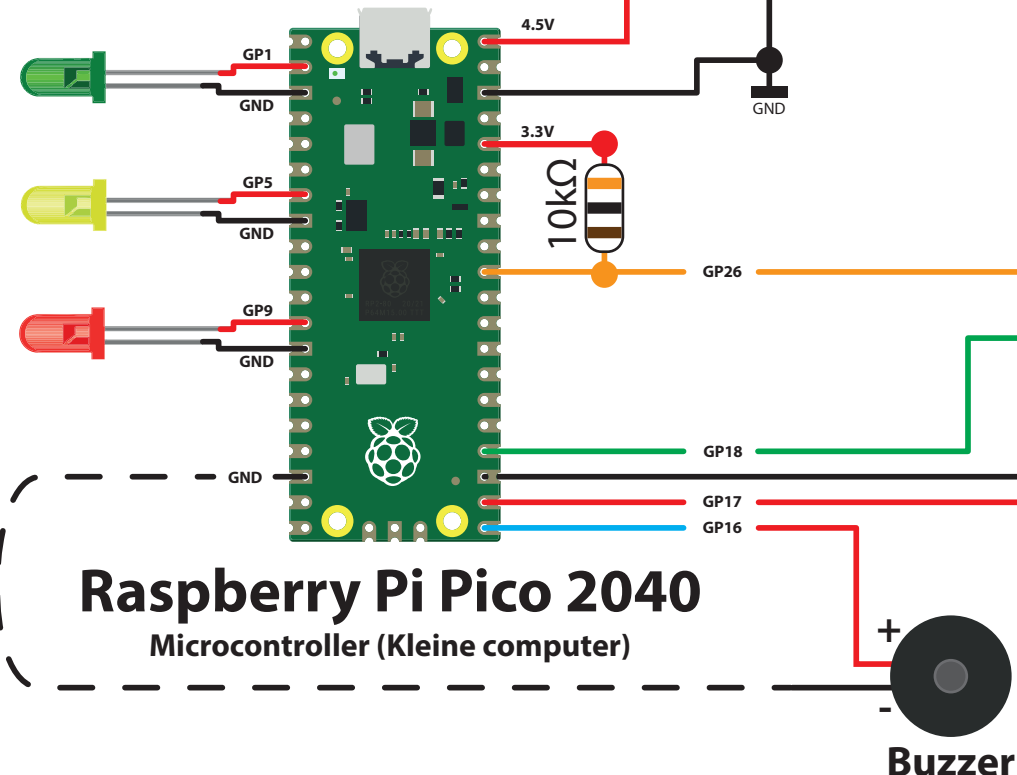 4.5V
GP1
GND
GND
3.3V
10kΩ
GP5
GND
GP26
GP9
GND
GP18
GND
GP17
GP16
Raspberry Pi Pico 2040
Microcontroller (Kleine computer)
+
-
Buzzer